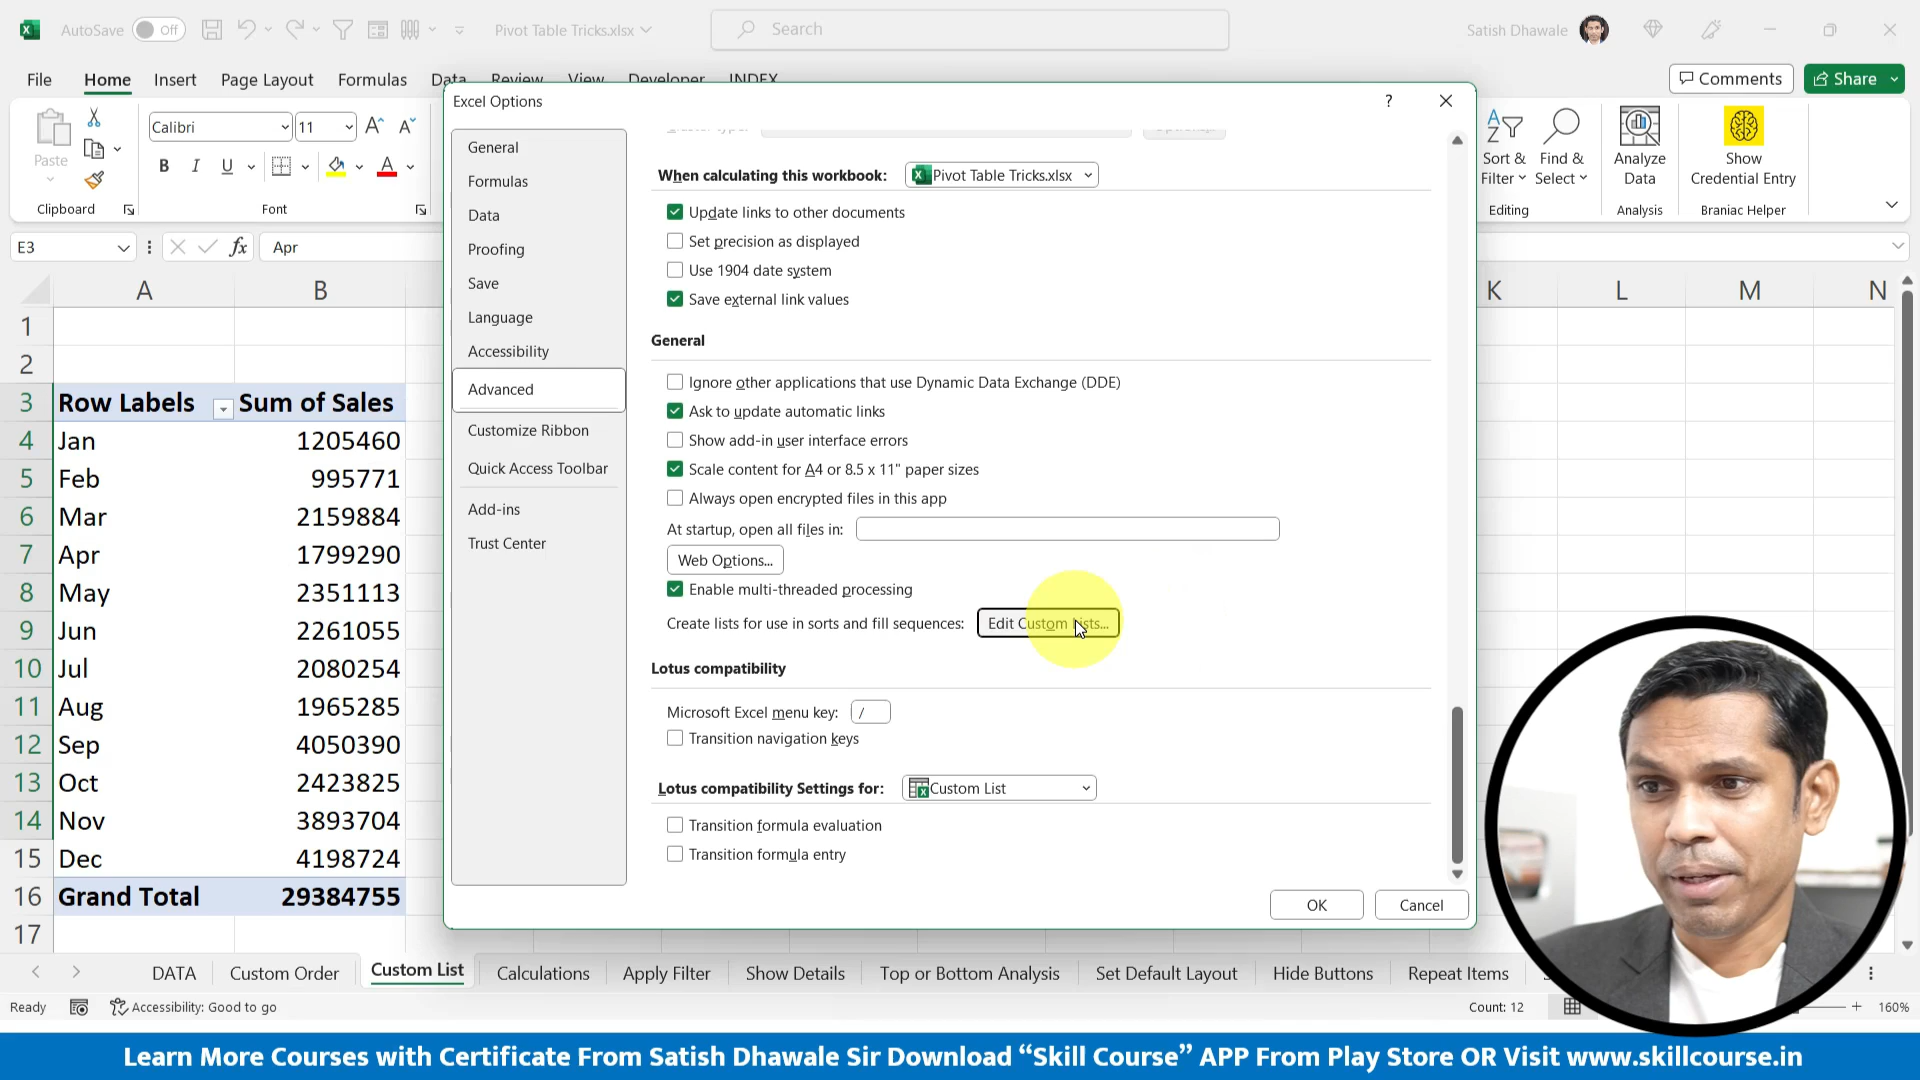 AutoSave Off Pivot Table Tricks.xlsx Search Satish Dhawale
File Home Insert Page Layout Formulas Data Review View Developer INDEX Comments Share
Excel Options ?
Paste
Calibri 11
B I U A
Clipboard Font
Sort & Filter
Find & Select
Editing
Analyze Data
Analysis
Show Credential Entry
Braniac Helper
E3 fx Apr
A B K L M N
1
2
3 Row Labels Sum of Sales
4 Jan 1205460
5 Feb 995771
6 Mar 2159884
7 Apr 1799290
8 May 2351113
9 Jun 2261055
10 Jul 2080254
11 Aug 1965285
12 Sep 4050390
13 Oct 2423825
14 Nov 3893704
15 Dec 4198724
16 Grand Total 29384755
17
General
Formulas
Data
Proofing
Save
Language
Accessibility
Advanced
Customize Ribbon
Quick Access Toolbar
Add-ins
Trust Center
When calculating this workbook: Pivot Table Tricks.xlsx
Update links to other documents
Set precision as displayed
Use 1904 date system
Save external link values
General
Ignore other applications that use Dynamic Data Exchange (DDE)
Ask to update automatic links
Show add-in user interface errors
Scale content for A4 or 8.5 x 11" paper sizes
Always open encrypted files in this app
At startup, open all files in:
Web Options...
Enable multi-threaded processing
Create lists for use in sorts and fill sequences: Edit Custom Lists...
Lotus compatibility
Microsoft Excel menu key: /
Transition navigation keys
Lotus compatibility Settings for: Custom List
Transition formula evaluation
Transition formula entry
OK Cancel
DATA Custom Order Custom List Calculations Apply Filter Show Details Top or Bottom Analysis Set Default Layout Hide Buttons Repeat Items
Ready Accessibility: Good to go Count: 12 160%
Learn More Courses with Certificate From Satish Dhawale Sir Download “Skill Course” APP From Play Store OR Visit www.skillcourse.in